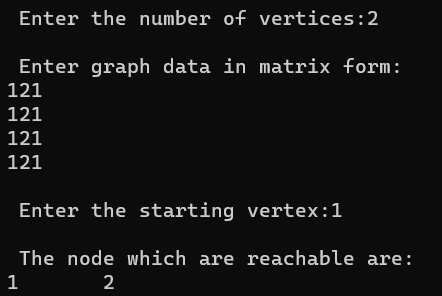 Enter the number of vertices:2
Enter graph data in matrix form:
121
121
121
121
Enter the starting vertex:1
The node which are reachable are:
1 2